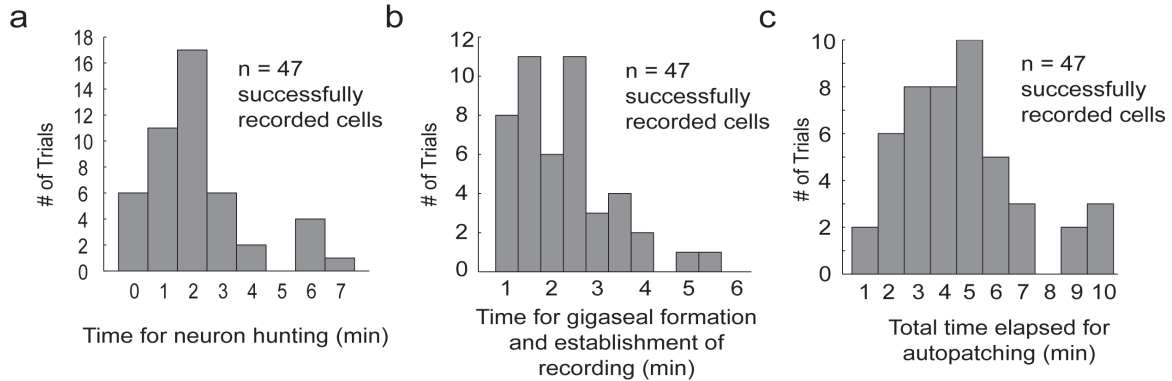 a
18
16
14
12
10
8
6
4
2
0
# of Trials
n = 47
successfully
recorded cells
0 1 2 3 4 5 6 7
Time for neuron hunting (min)
b
12
10
8
6
4
2
0
# of Trials
n = 47
successfully
recorded cells
1 2 3 4 5 6
Time for gigaseal formation
and establishment of
recording (min)
c
10
8
6
4
2
0
# of Trials
n = 47
successfully
recorded cells
1 2 3 4 5 6 7 8 9 10
Total time elapsed for
autopatching (min)